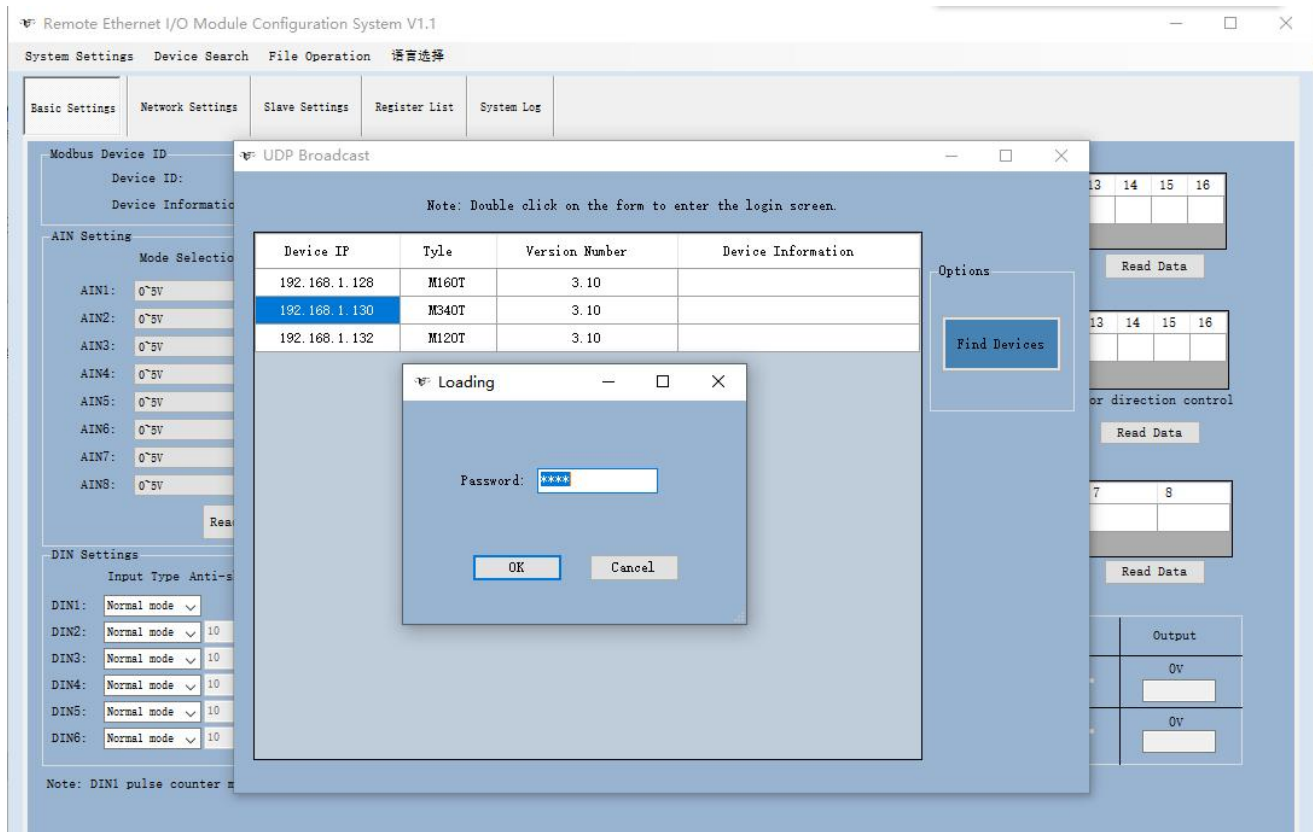 Remote Ethernet I/O Module Configuration System V1.1
System Settings Device Search File Operation 语言选择
Basic Settings Network Settings Slave Settings Register List System Log
Modbus Device ID
Device ID:
Device Informatio
AIN Setting
Mode Selectio
AIN1: 0~5V
AIN2: 0~5V
AIN3: 0~5V
AIN4: 0~5V
AIN5: 0~5V
AIN6: 0~5V
AIN7: 0~5V
AIN8: 0~5V
Rea
DIN Settings
Input Type Anti-s
DIN1: Normal mode
DIN2: Normal mode 10
DIN3: Normal mode 10
DIN4: Normal mode 10
DIN5: Normal mode 10
DIN6: Normal mode 10
Note: DIN1 pulse counter m
UDP Broadcast
Note: Double click on the form to enter the login screen.
Device IP Tyle Version Number Device Information
192.168.1.128 M160T 3.10
192.168.1.130 M340T 3.10
192.168.1.132 M120T 3.10
Options
Find Devices
Loading
Password: ****
OK Cancel
13 14 15 16
Read Data
13 14 15 16
or direction control
Read Data
7 8
Read Data
Output
0V
0V